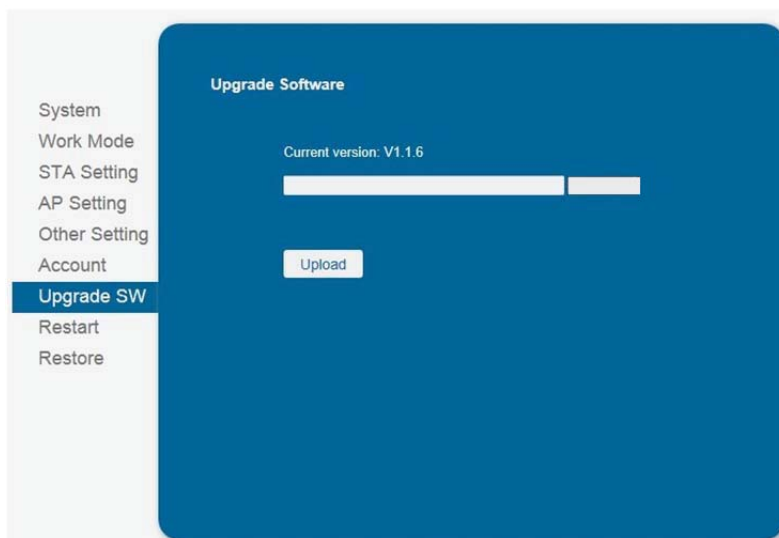 System
Work Mode
STA Setting
AP Setting
Other Setting
Account
Upgrade SW
Restart
Restore
Upgrade Software
Current version: V1.1.6
Upload